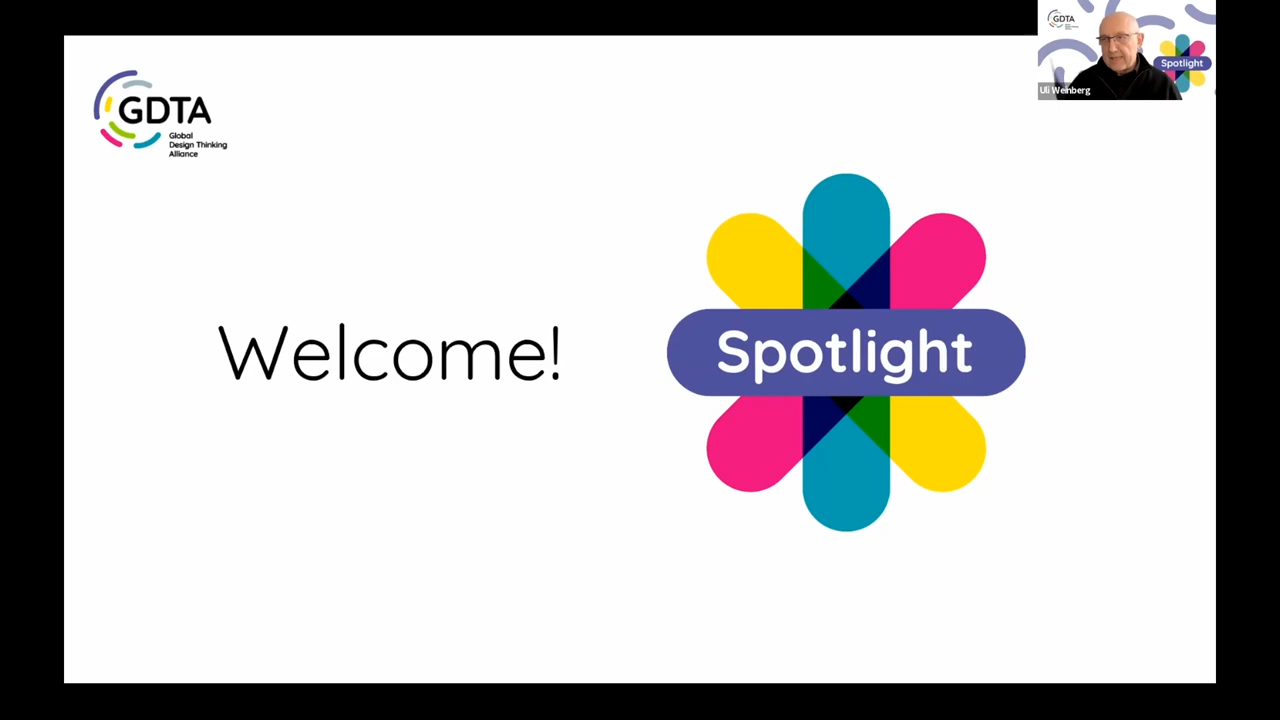 GDTA
Global
Design Thinking
Alliance
Welcome!
Spotlight
GDTA
Spotlight
Uli Weinberg